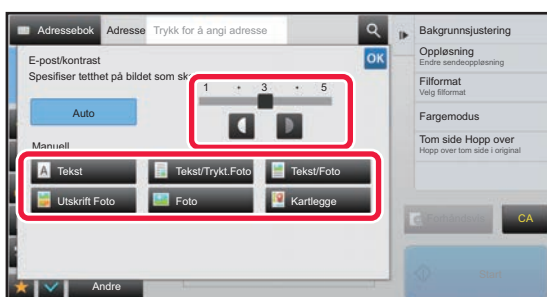 Adressebok Adresse Trykk for å angi adresse
E-post/kontrast
OK
Spesifiser tetthet på bildet som
1 3 5
Auto
Manuell
Tekst
Tekst/Trykt.Foto
Tekst/Foto
Utskrift Foto
Foto
Kartlegge
Andre
Bakgrunnsjustering
Oppløsning
Endre sendeoppløsning
Filformat
Velg filformat
Fargemodus
Tom side Hopp over
Hopp over tom side i original
CA
Start